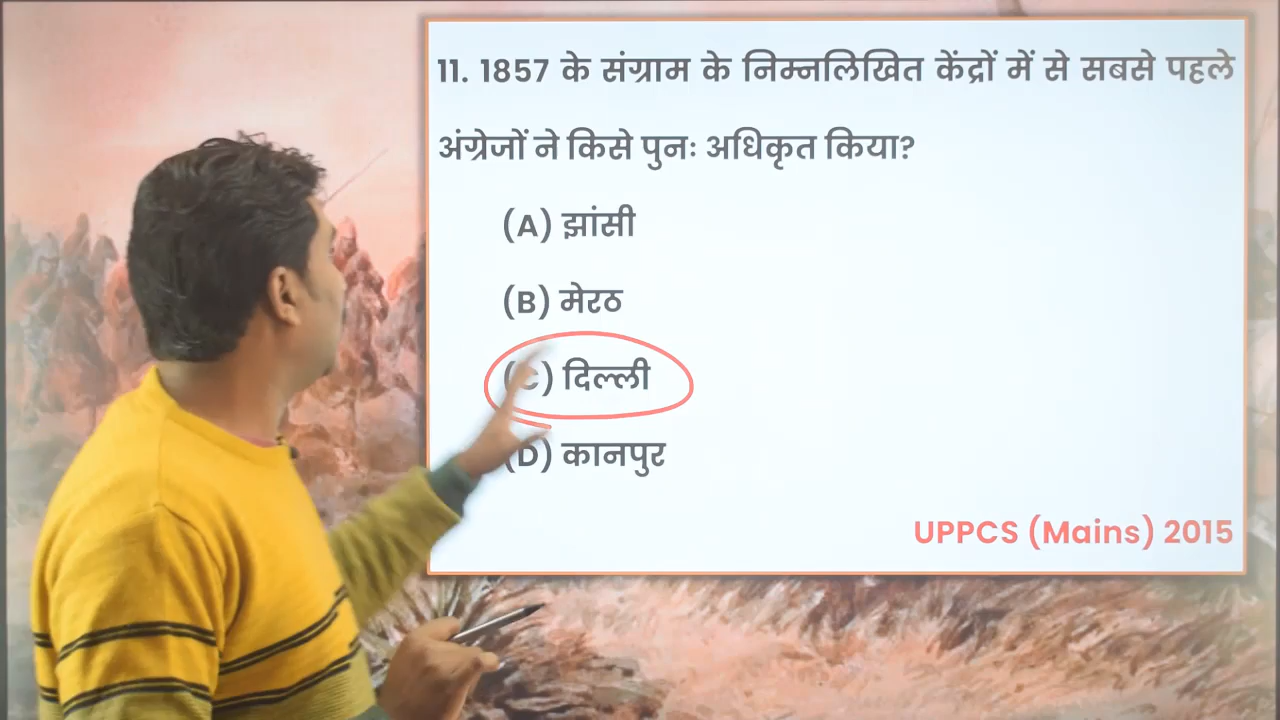 11. 1857 के संग्राम के निम्नलिखित केंद्रों में से सबसे पहले
अंग्रेजों ने किसे पुनः अधिकृत किया?
(A) झांसी
(B) मेरठ
(C) दिल्ली
(D) कानपुर
UPPCS (Mains) 2015